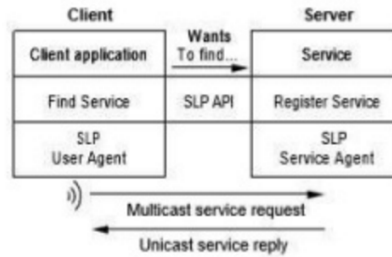 Client Server
Client application
Wants
To find...
Service
Find Service SLP API Register Service
SLP
User Agent
SLP
Service Agent
Multicast service request
Unicast service reply